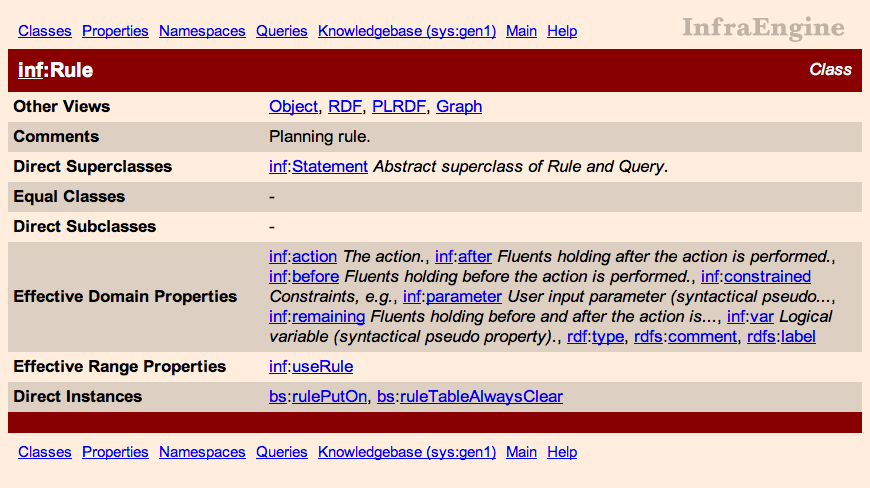 Classes Properties Namespaces Queries Knowledgebase (sys:gen1) Main Help InfraEngine
inf:Rule Class
Other Views Object, RDF, PLRDF, Graph
Comments Planning rule.
Direct Superclasses inf:Statement Abstract superclass of Rule and Query.
Equal Classes -
Direct Subclasses -
Effective Domain Properties inf:action The action., inf:after Fluents holding after the action is performed.,
inf:before Fluents holding before the action is performed., inf:constrained
Constraints, e.g., inf:parameter User input parameter (syntactical pseudo...,
inf:remaining Fluents holding before and after the action is..., inf:var Logical
variable (syntactical pseudo property)., rdf:type, rdfs:comment, rdfs:label
Effective Range Properties inf:useRule
Direct Instances bs:rulePutOn, bs:ruleTableAlwaysClear
Classes Properties Namespaces Queries Knowledgebase (sys:gen1) Main Help